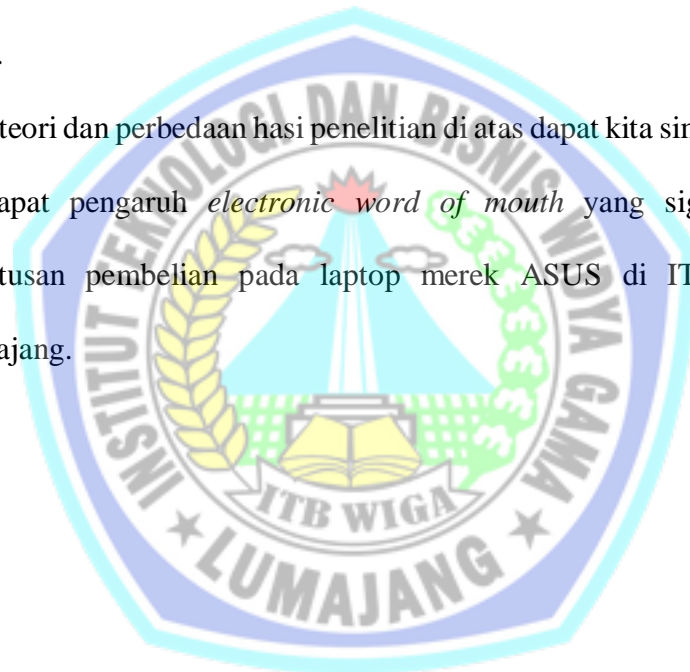 .
teori dan perbedaan hasi penelitian di atas dapat kita sin
apat pengaruh electronic word of mouth yang sig
tusan pembelian pada laptop merek ASUS di IT
ajang.
INSTITUT TEKNOLOGI DAN BISNIS WIDYA GAMA
ITB WIGA
LUMAJANG